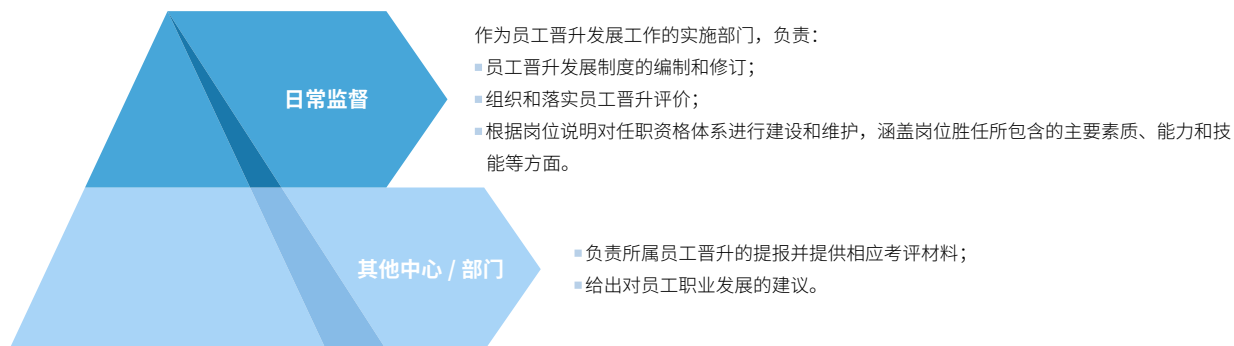 日常监督
作为员工晋升发展工作的实施部门，负责：
■员工晋升发展制度的编制和修订；
■组织和落实员工晋升评价；
■根据岗位说明对任职资格体系进行建设和维护，涵盖岗位胜任所包含的主要素质、能力和技
能等方面。
其他中心 / 部门
■负责所属员工晋升的提报并提供相应考评材料；
■给出对员工职业发展的建议。